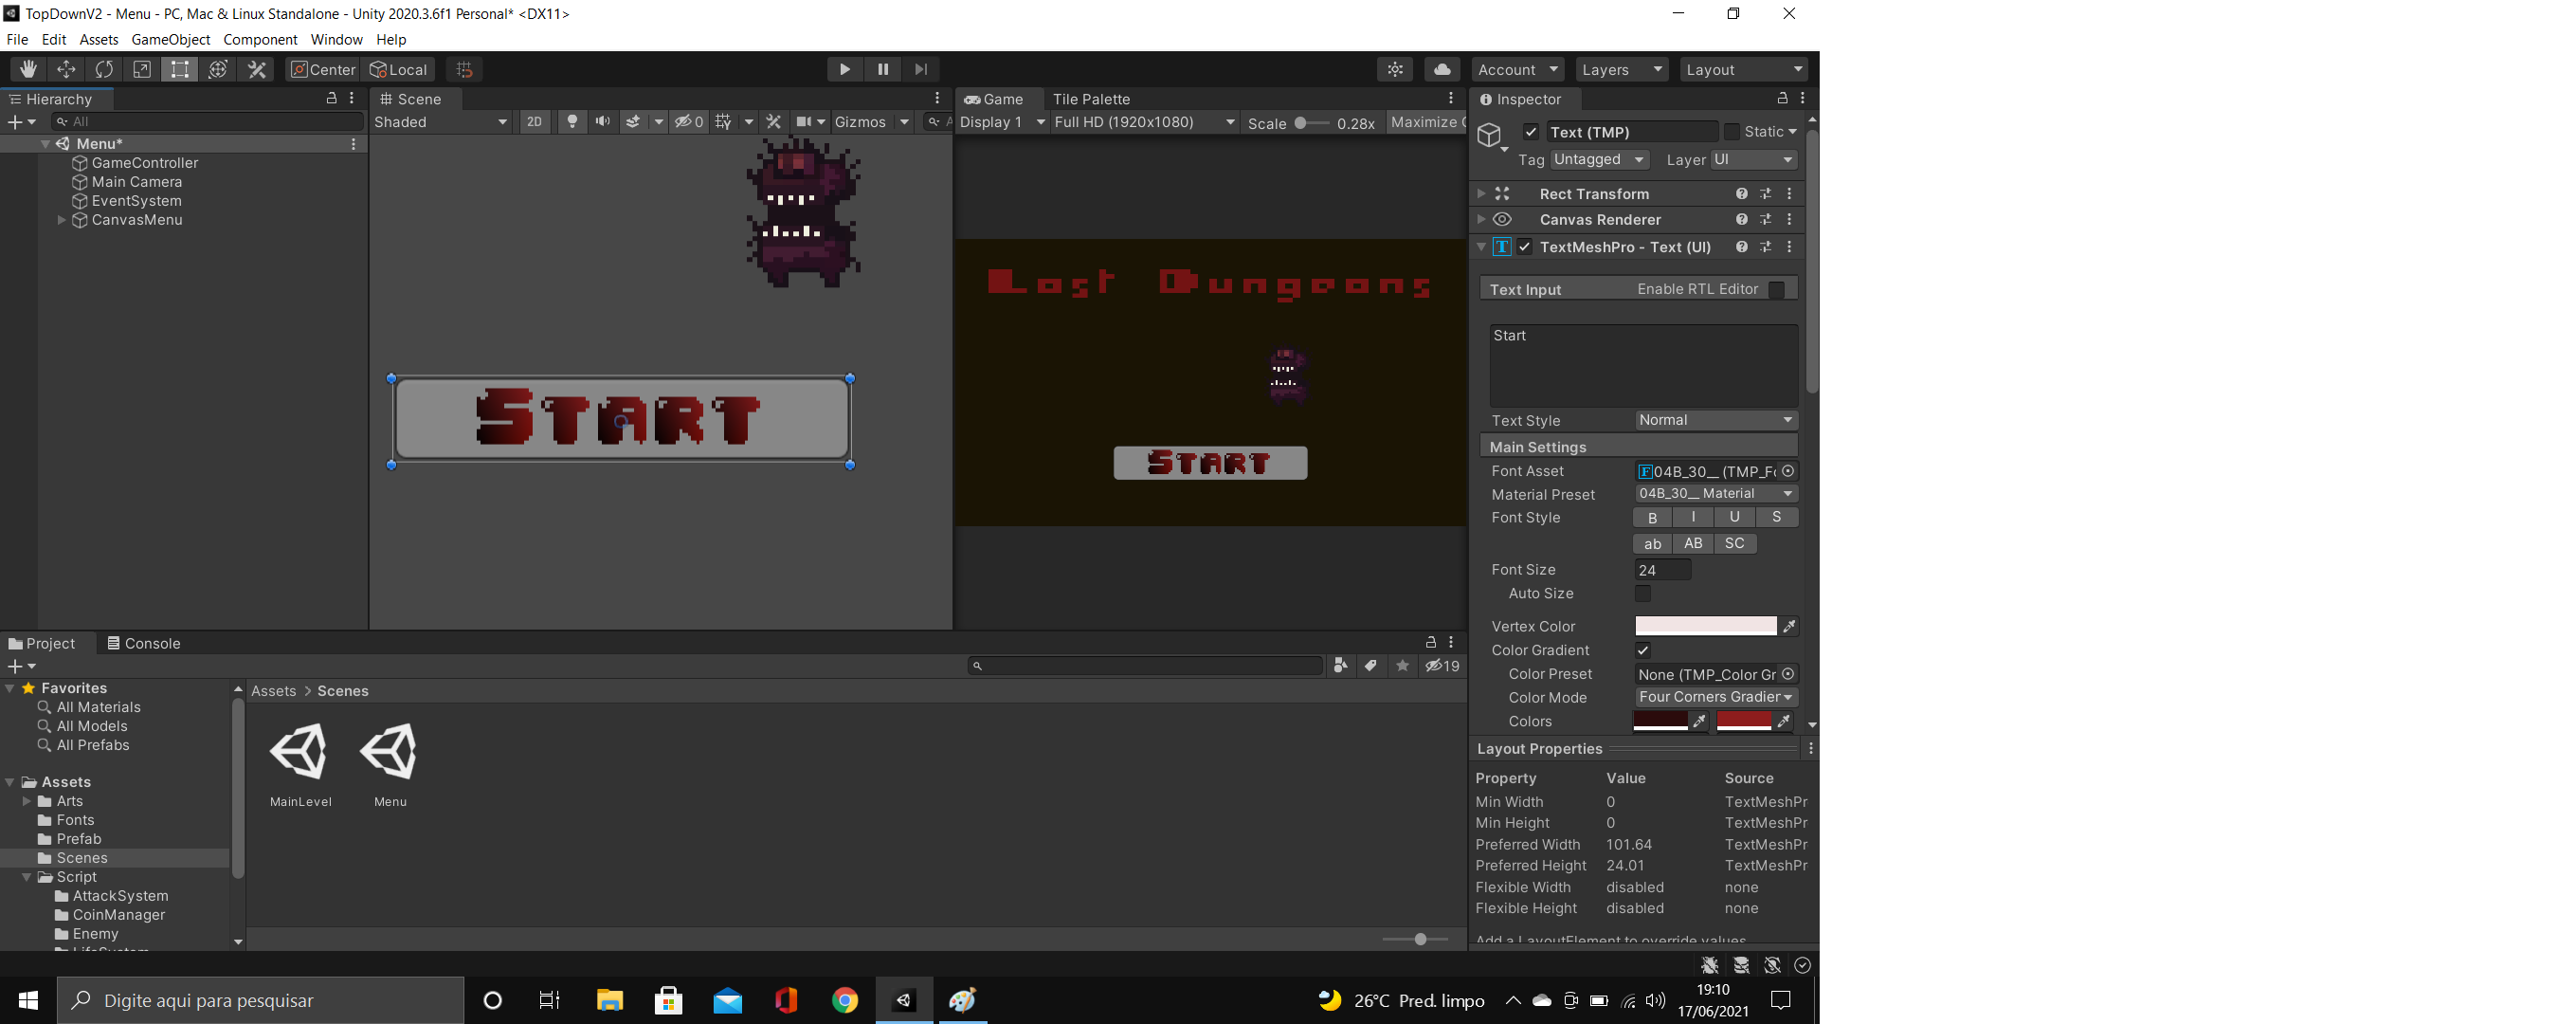 TopDownV2 - Menu - PC, Mac & Linux Standalone - Unity 2020.3.6f1 Personal* <DX11>
File Edit Assets GameObject Component Window Help
Center Local Account Layers Layout
Hierarchy
All
Menu*
GameController
Main Camera
EventSystem
CanvasMenu
Scene
Shaded 2D 0 Gizmos
START
Game Tile Palette
Display 1 Full HD (1920x1080) Scale 0.28x Maximize
Last Dungeons
START
Inspector
Text (TMP) Static
Tag Untagged Layer UI
Rect Transform
Canvas Renderer
TextMeshPro - Text (UI)
Text Input Enable RTL Editor
Start
Text Style Normal
Main Settings
Font Asset 04B_30__ (TMP_Fo
Material Preset 04B_30__ Material
Font Style B I U S
ab AB SC
Font Size 24
Auto Size
Vertex Color
Color Gradient
Color Preset None (TMP_Color Gr
Color Mode Four Corners Gradier
Colors
Layout Properties
Property Value Source
Min Width 0 TextMeshPr
Min Height 0 TextMeshPr
Preferred Width 101.64 TextMeshPr
Preferred Height 24.01 TextMeshPr
Flexible Width disabled none
Flexible Height disabled none
Add a LayoutElement to override values
Project Console
19
Favorites
All Materials
All Models
All Prefabs
Assets
Arts
Fonts
Prefab
Scenes
Script
AttackSystem
CoinManager
Enemy
LifeSystem
Assets > Scenes
MainLevel Menu
Digite aqui para pesquisar
26°C Pred. limpo
19:10
17/06/2021